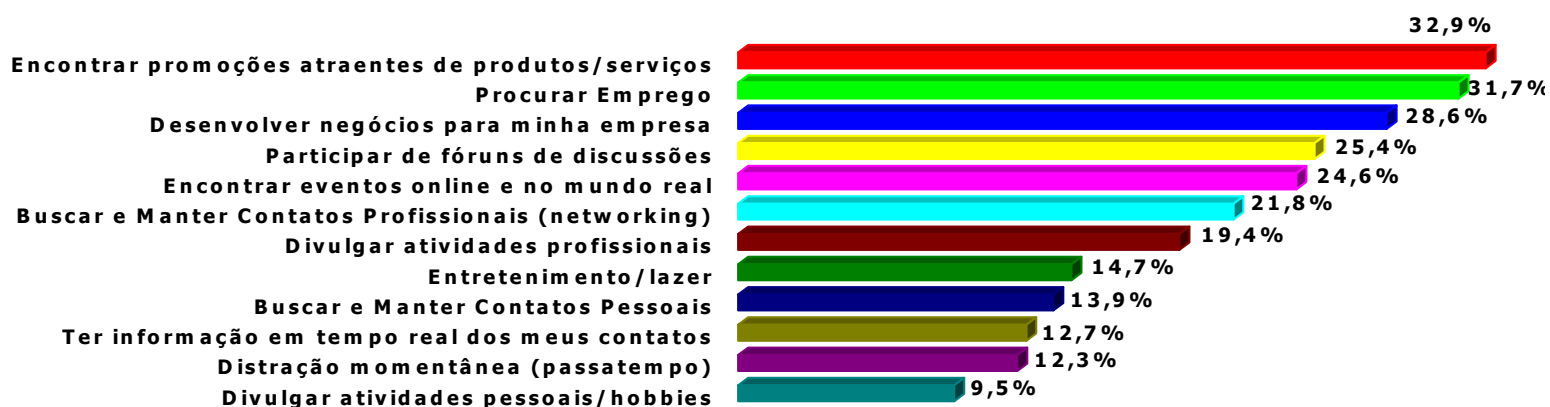 32,9%
Encontrar promoções atraentes de produtos/serviços
Procurar Emprego 31,7%
Desenvolver negócios para minha empresa 28,6%
Participar de fóruns de discussões 25,4%
Encontrar eventos online e no mundo real 24,6%
Buscar e Manter Contatos Profissionais (networking) 21,8%
Divulgar atividades profissionais 19,4%
Entretenimento/lazer 14,7%
Buscar e Manter Contatos Pessoais 13,9%
Ter informação em tempo real dos meus contatos 12,7%
Distração momentânea (passatempo) 12,3%
Divulgar atividades pessoais/hobbies 9,5%